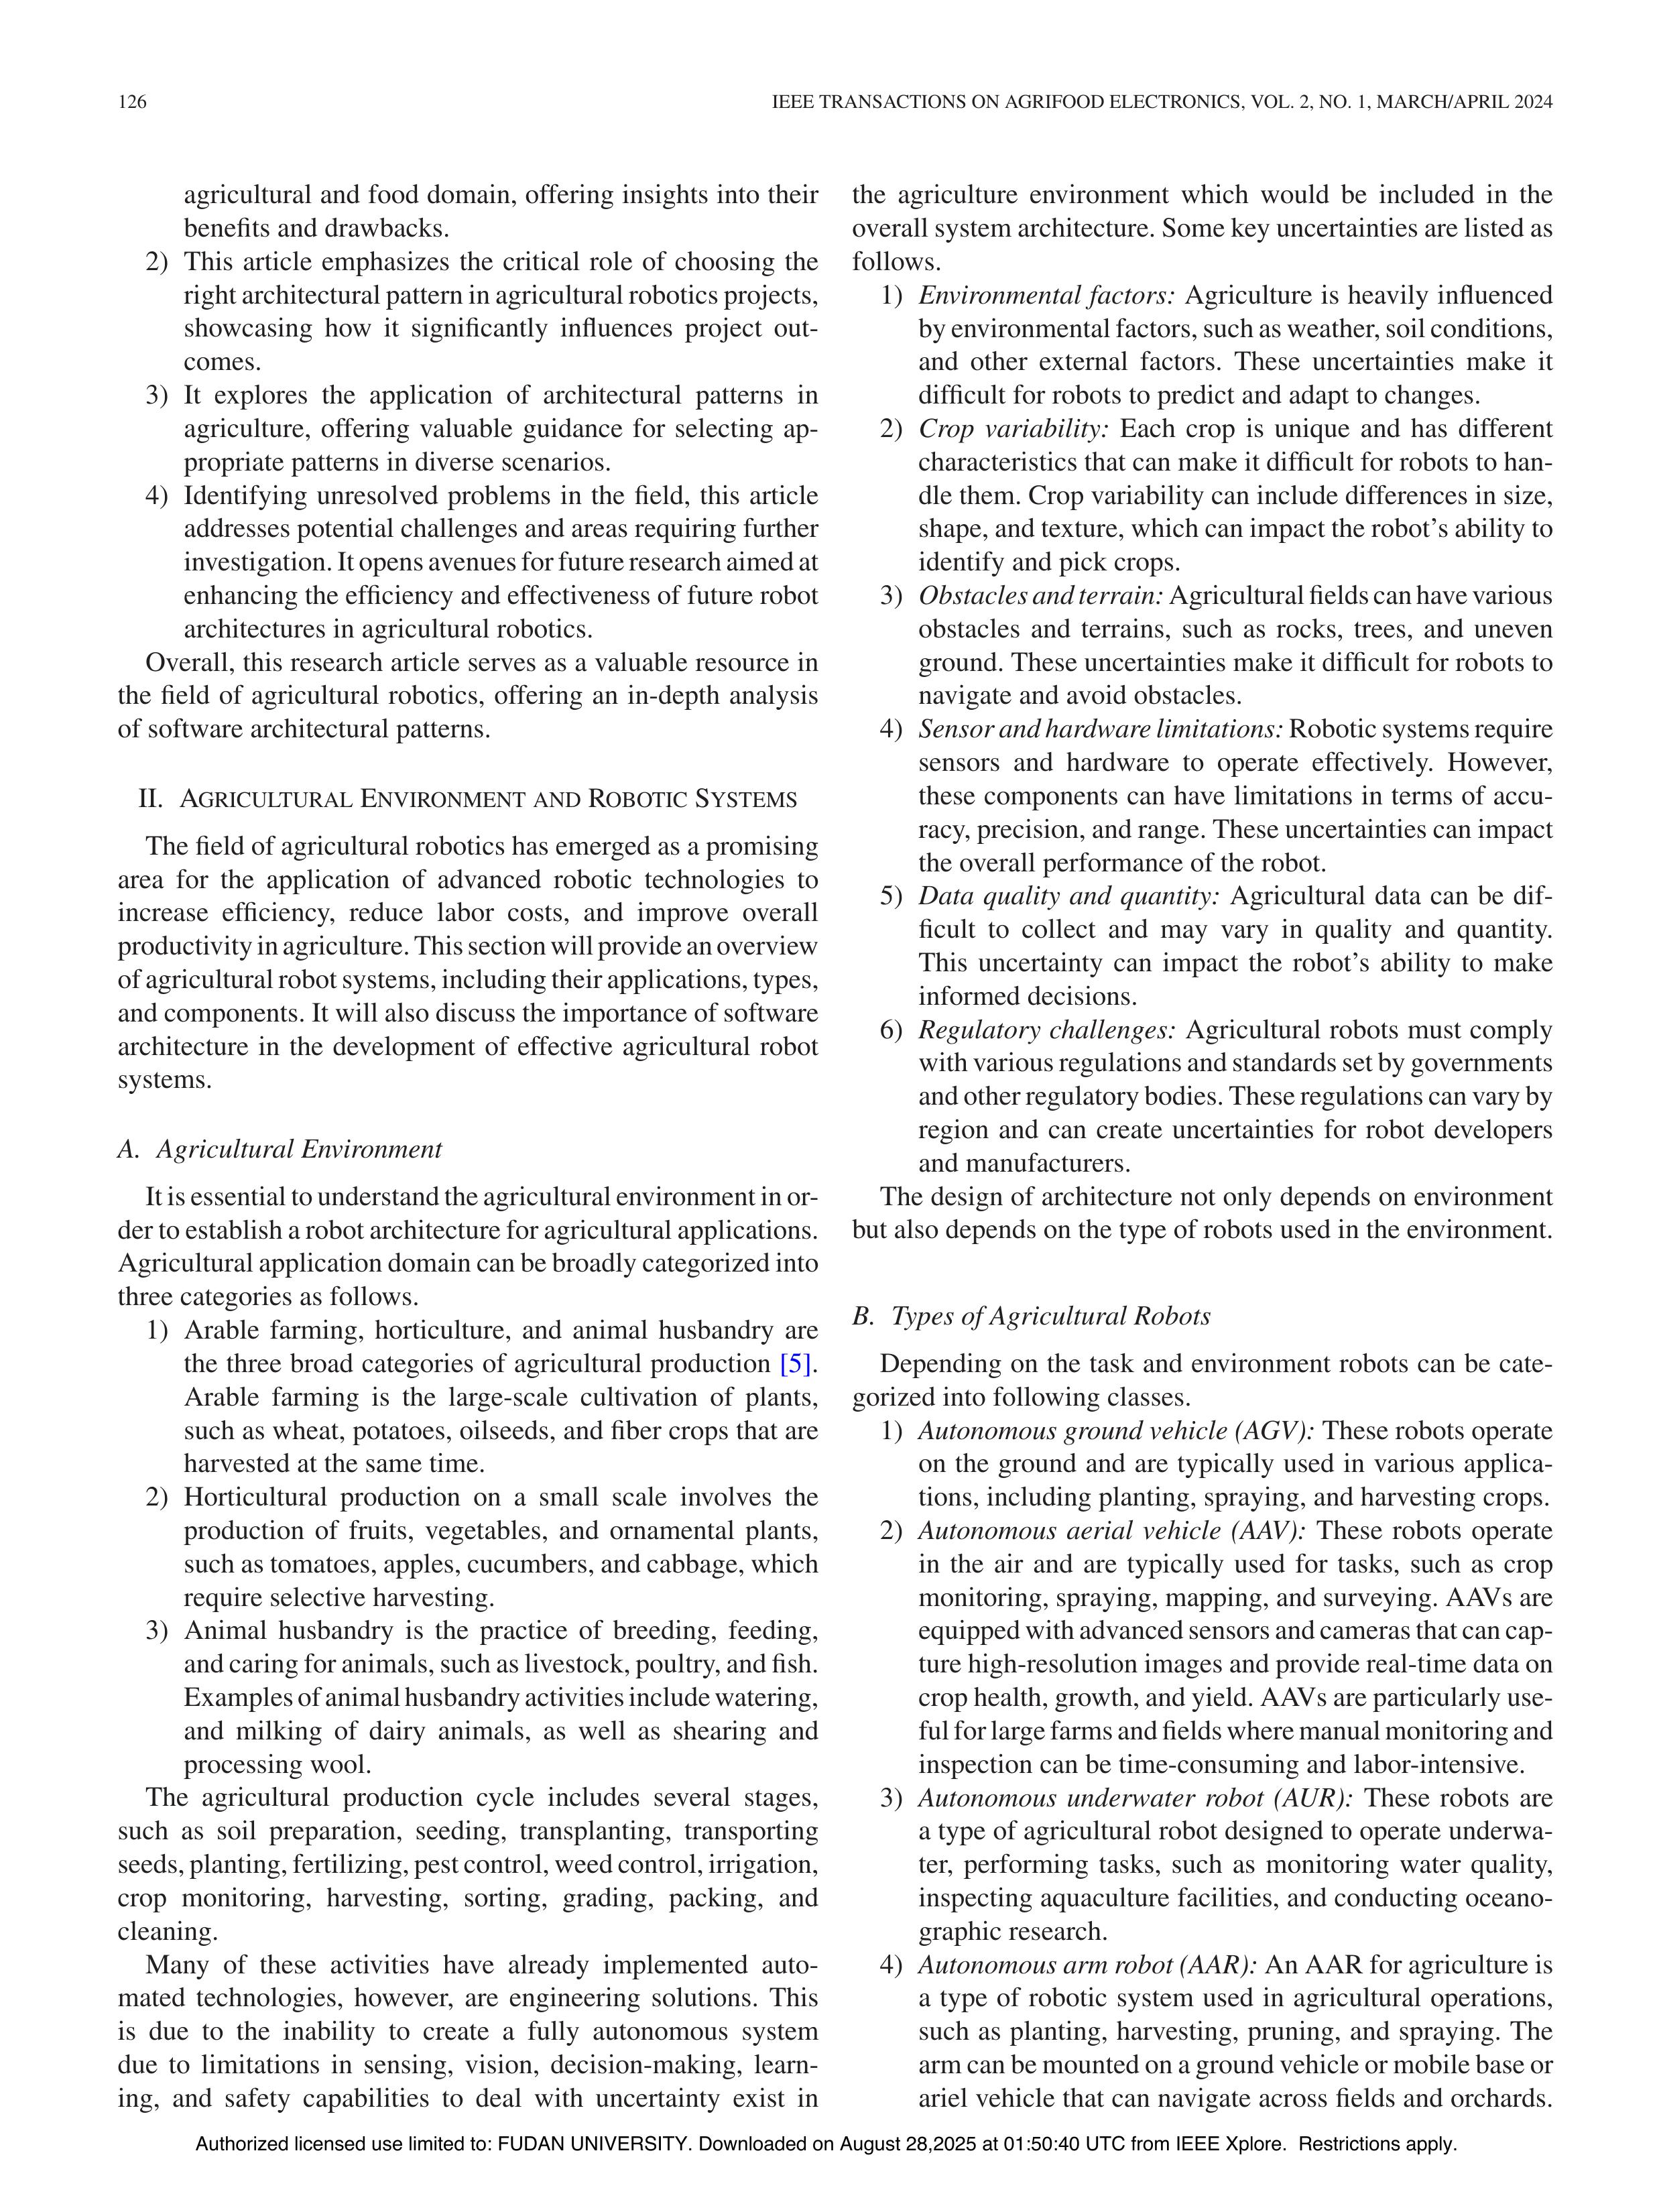 126
IEEE TRANSACTIONS ON AGRIFOOD ELECTRONICS, VOL. 2, NO. 1, MARCH/APRIL 2024
agricultural and food domain, offering insights into their
benefits and drawbacks.
2) This article emphasizes the critical role of choosing the
right architectural pattern in agricultural robotics projects,
showcasing how it significantly influences project out-
comes.
3) It explores the application of architectural patterns in
agriculture, offering valuable guidance for selecting ap-
propriate patterns in diverse scenarios.
4) Identifying unresolved problems in the field, this article
addresses potential challenges and areas requiring further
investigation. It opens avenues for future research aimed at
enhancing the efficiency and effectiveness of future robot
architectures in agricultural robotics.
Overall, this research article serves as a valuable resource in
the field of agricultural robotics, offering an in-depth analysis
of software architectural patterns.
II. AGRICULTURAL ENVIRONMENT AND ROBOTIC SYSTEMS
The field of agricultural robotics has emerged as a promising
area for the application of advanced robotic technologies to
increase efficiency, reduce labor costs, and improve overall
productivity in agriculture. This section will provide an overview
of agricultural robot systems, including their applications, types,
and components. It will also discuss the importance of software
architecture in the development of effective agricultural robot
systems.
A. Agricultural Environment
It is essential to understand the agricultural environment in or-
der to establish a robot architecture for agricultural applications.
Agricultural application domain can be broadly categorized into
three categories as follows.
1) Arable farming, horticulture, and animal husbandry are
the three broad categories of agricultural production [5].
Arable farming is the large-scale cultivation of plants,
such as wheat, potatoes, oilseeds, and fiber crops that are
harvested at the same time.
2) Horticultural production on a small scale involves the
production of fruits, vegetables, and ornamental plants,
such as tomatoes, apples, cucumbers, and cabbage, which
require selective harvesting.
3) Animal husbandry is the practice of breeding, feeding,
and caring for animals, such as livestock, poultry, and fish.
Examples of animal husbandry activities include watering,
and milking of dairy animals, as well as shearing and
processing wool.
The agricultural production cycle includes several stages,
such as soil preparation, seeding, transplanting, transporting
seeds, planting, fertilizing, pest control, weed control, irrigation,
crop monitoring, harvesting, sorting, grading, packing, and
cleaning.
Many of these activities have already implemented auto-
mated technologies, however, are engineering solutions. This
is due to the inability to create a fully autonomous system
due to limitations in sensing, vision, decision-making, learn-
ing, and safety capabilities to deal with uncertainty exist in
the agriculture environment which would be included in the
overall system architecture. Some key uncertainties are listed as
follows.
1) Environmental factors: Agriculture is heavily influenced
by environmental factors, such as weather, soil conditions,
and other external factors. These uncertainties make it
difficult for robots to predict and adapt to changes.
2) Crop variability: Each crop is unique and has different
characteristics that can make it difficult for robots to han-
dle them. Crop variability can include differences in size,
shape, and texture, which can impact the robot's ability to
identify and pick crops.
3) Obstacles and terrain: Agricultural fields can have various
obstacles and terrains, such as rocks, trees, and uneven
ground. These uncertainties make it difficult for robots to
navigate and avoid obstacles.
4) Sensor and hardware limitations: Robotic systems require
sensors and hardware to operate effectively. However,
these components can have limitations in terms of accu-
racy, precision, and range. These uncertainties can impact
the overall performance of the robot.
5) Data quality and quantity: Agricultural data can be dif-
ficult to collect and may vary in quality and quantity.
This uncertainty can impact the robot's ability to make
informed decisions.
6) Regulatory challenges: Agricultural robots must comply
with various regulations and standards set by governments
and other regulatory bodies. These regulations can vary by
region and can create uncertainties for robot developers
and manufacturers.
The design of architecture not only depends on environment
but also depends on the type of robots used in the environment.
B. Types of Agricultural Robots
Depending on the task and environment robots can be cate-
gorized into following classes.
1) Autonomous ground vehicle (AGV): These robots operate
on the ground and are typically used in various applica-
tions, including planting, spraying, and harvesting crops.
2) Autonomous aerial vehicle (AAV): These robots operate
in the air and are typically used for tasks, such as crop
monitoring, spraying, mapping, and surveying. AAVs are
equipped with advanced sensors and cameras that can cap-
ture high-resolution images and provide real-time data on
crop health, growth, and yield. AAVs are particularly use-
ful for large farms and fields where manual monitoring and
inspection can be time-consuming and labor-intensive.
3) Autonomous underwater robot (AUR): These robots are
a type of agricultural robot designed to operate underwa-
ter, performing tasks, such as monitoring water quality,
inspecting aquaculture facilities, and conducting oceano-
graphic research.
4) Autonomous arm robot (AAR): An AAR for agriculture is
a type of robotic system used in agricultural operations,
such as planting, harvesting, pruning, and spraying. The
arm can be mounted on a ground vehicle or mobile base or
ariel vehicle that can navigate across fields and orchards.
Authorized licensed use limited to: FUDAN UNIVERSITY. Downloaded on August 28,2025 at 01:50:40 UTC from IEEE Xplore. Restrictions apply.